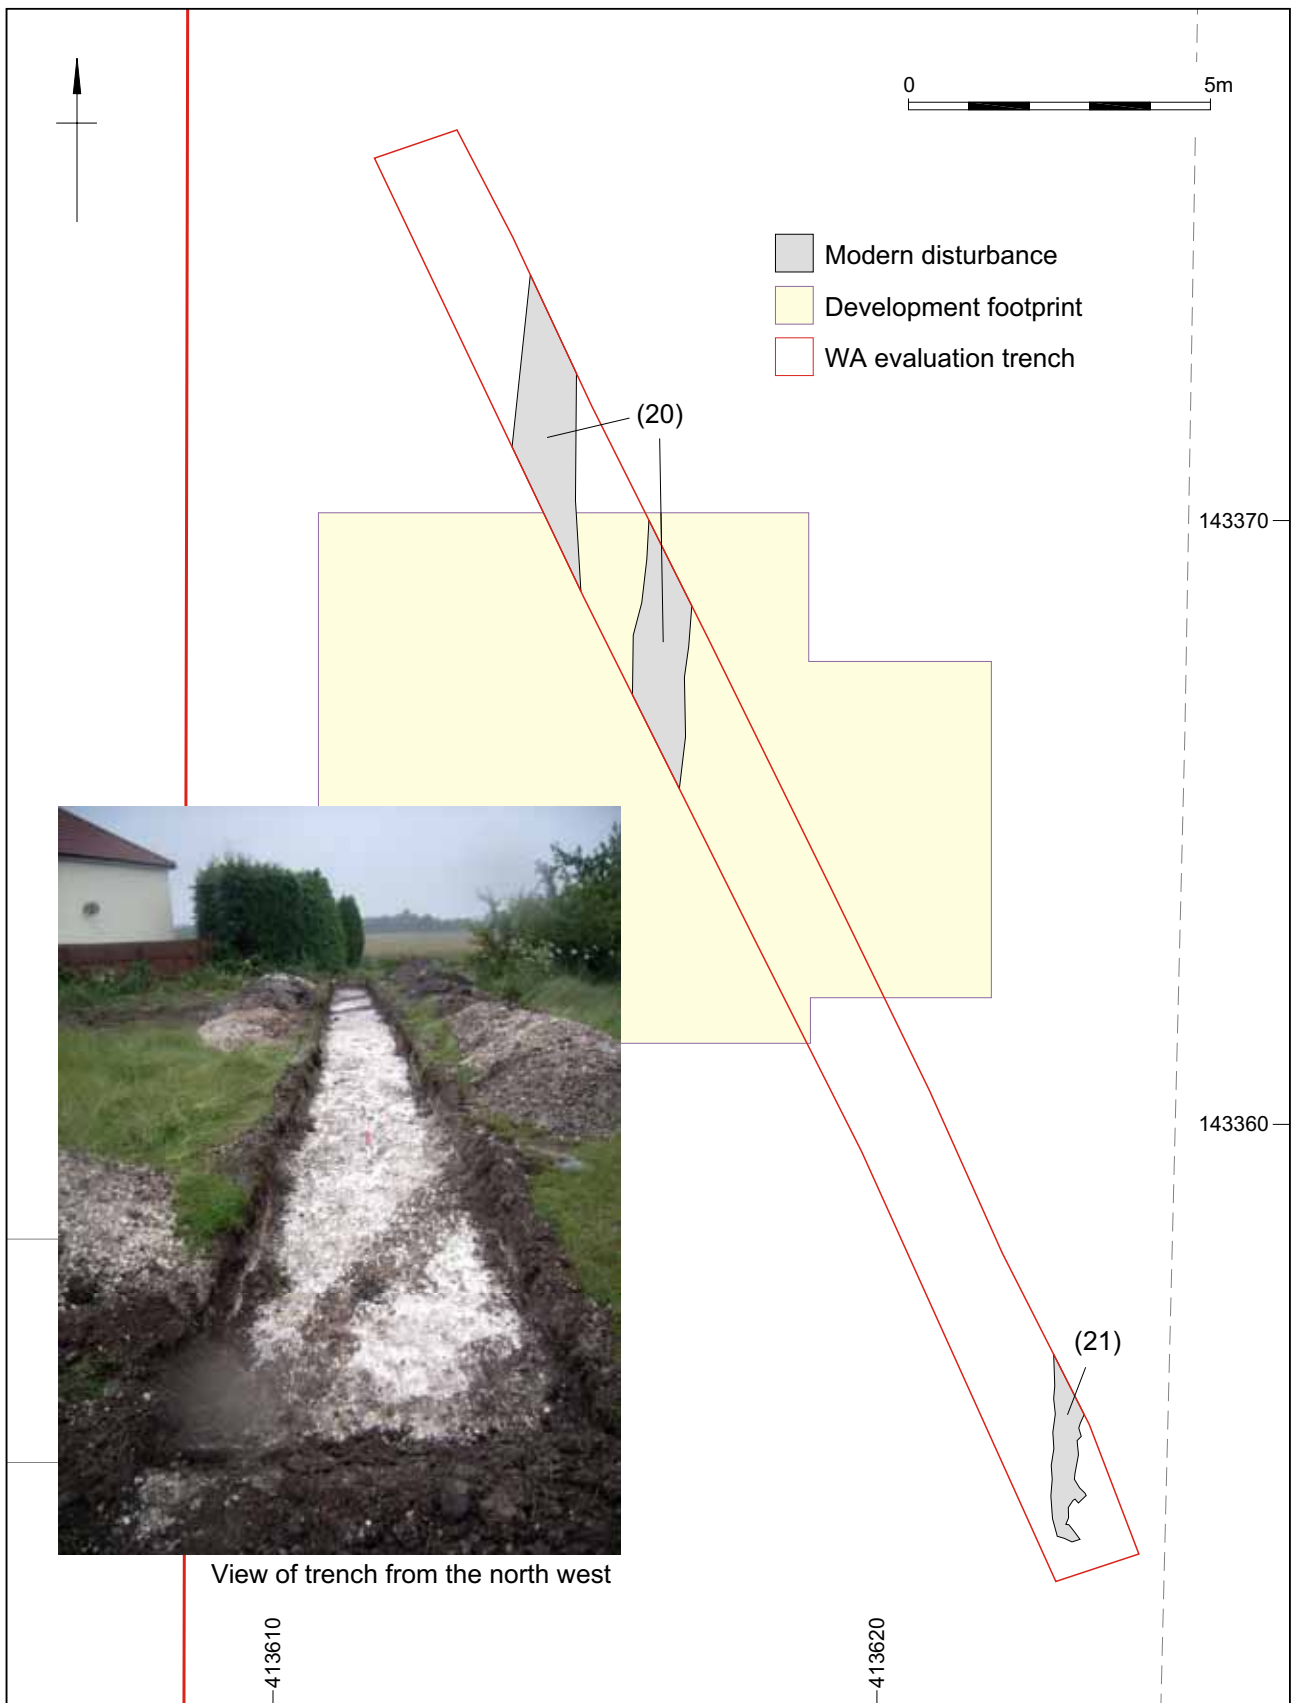 0 5m
Modern disturbance
Development footprint
WA evaluation trench
(20)
143370
143360
(21)
View of trench from the north west
413610
413620